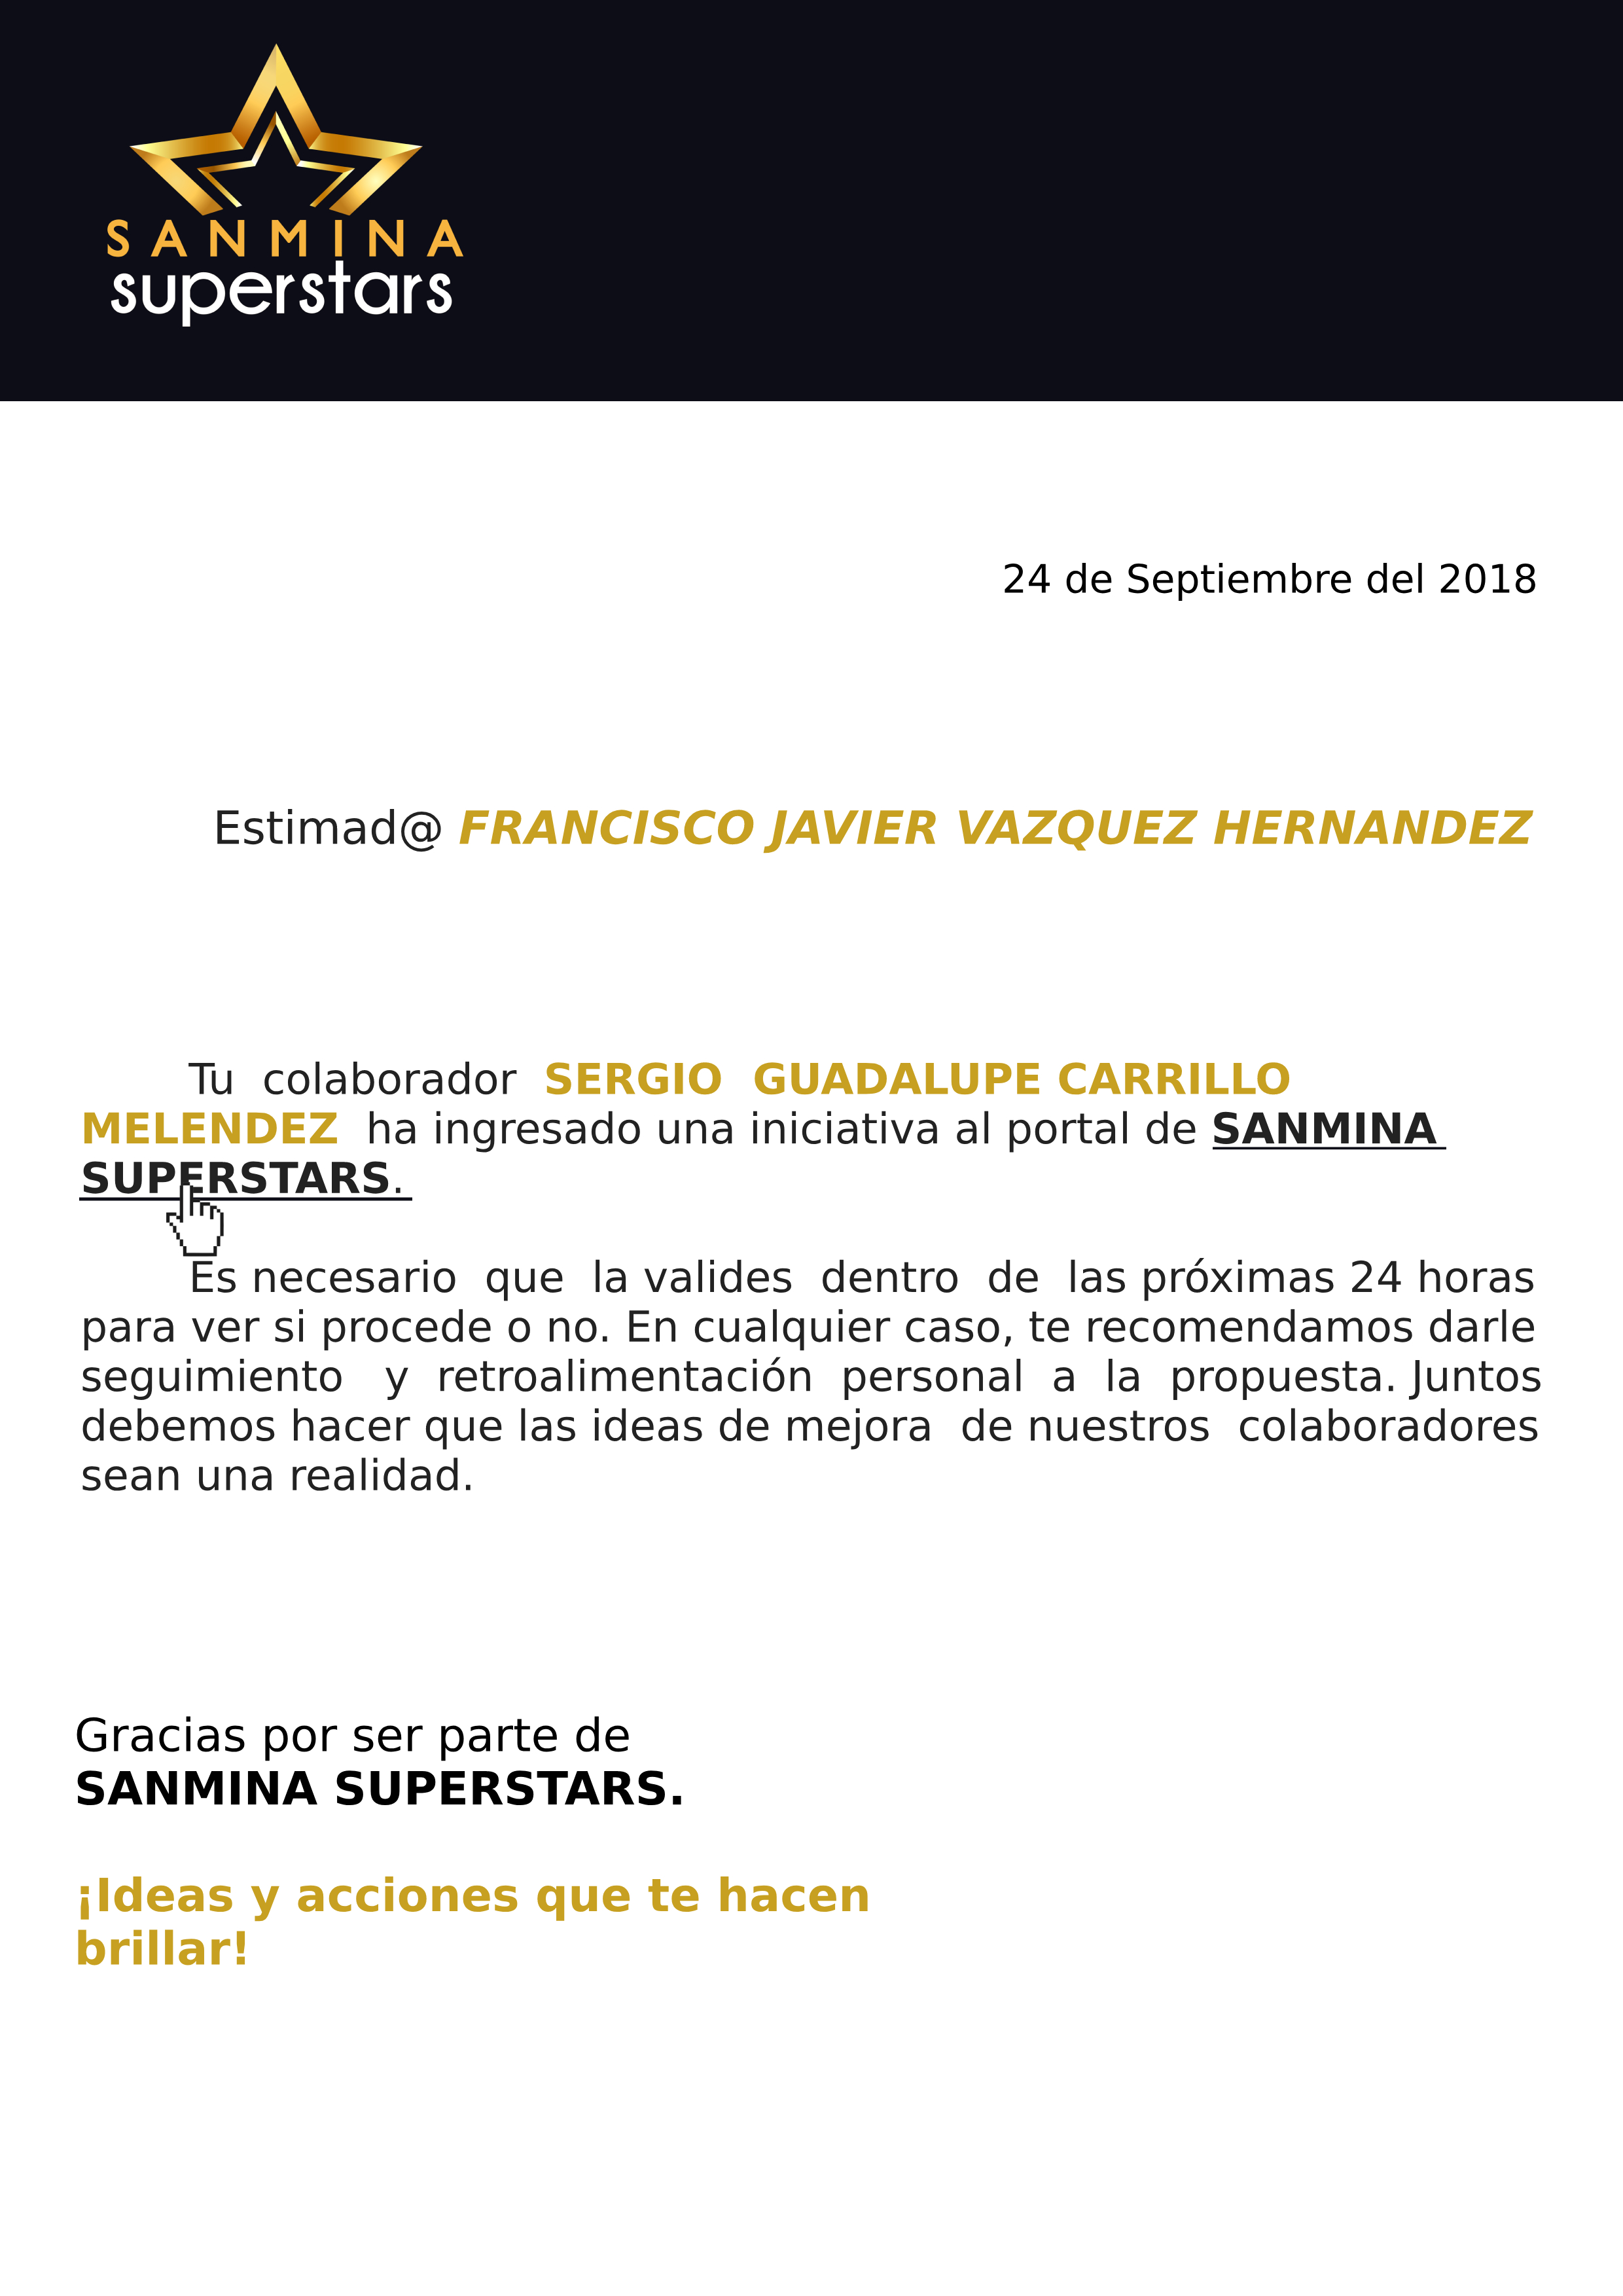 SANMINA
superstars
24 de Septiembre del 2018
Estimad@ FRANCISCO JAVIER VAZQUEZ HERNANDEZ
Tu colaborador SERGIO GUADALUPE CARRILLO
MELENDEZ ha ingresado una iniciativa al portal de SANMINA
SUPERSTARS.
Es necesario que la valides dentro de las próximas 24 horas
para ver si procede o no. En cualquier caso, te recomendamos darle
seguimiento y retroalimentación personal a la propuesta. Juntos
debemos hacer que las ideas de mejora de nuestros colaboradores
sean una realidad.
Gracias por ser parte de
SANMINA SUPERSTARS.
¡Ideas y acciones que te hacen
brillar!